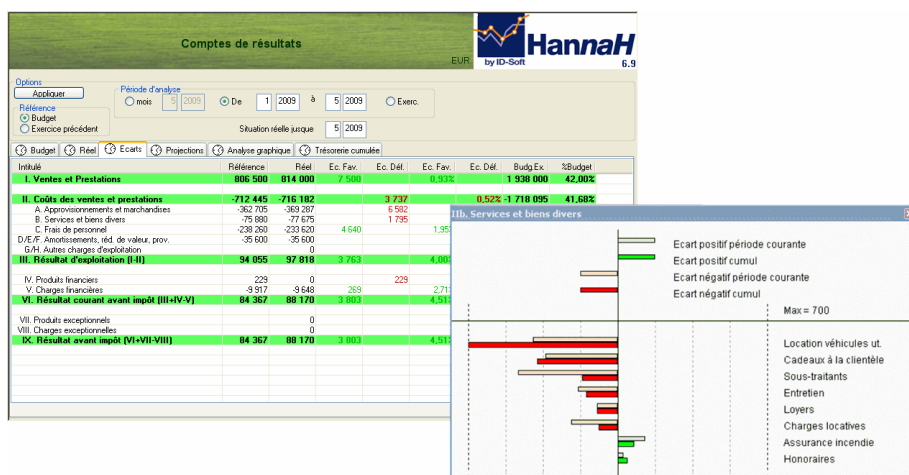 Comptes de résultats
EUR
HannaH
by ID-Soft
6.9
Options
Appliquer
Période d'analyse
mois 5 2009 De 1 2009 à 5 2009 Exerc.
Référence
Budget
Exercice précédent
Situation réelle jusque 5 2009
Budget Réel Ecarts Projections Analyse graphique Trésorerie cumulée
Intitulé Référence Réel Ec. Fav. Ec. Déf. Ec. Fav. Ec. Déf. Budg.Ex. %Budget
I. Ventes et Prestations 806 500 814 000 7 500 0,93% 1 938 000 42,00%
II. Coûts des ventes et prestations -712 445 -716 182 3 737 0,52% -1 718 095 41,68%
A. Approvisionnements et marchandises -362 705 -369 287 6 582
B. Services et biens divers -75 880 -77 675 1 795
C. Frais de personnel -238 260 -233 620 4 640 1,95
D/E/F. Amortissements, réd. de valeur, prov. -35 600 -35 600
G/H. Autres charges d'exploitation 0
III. Résultat d'exploitation (I-II) 94 055 97 818 3 763 4,00
IV. Produits financiers 229 0 229
V. Charges financières -9 917 -9 648 269 2,71
VI. Résultat courant avant impôt (III+IV-V) 84 367 88 170 3 803 4,51
VII. Produits exceptionnels 0
VIII. Charges exceptionnelles 0
IX. Résultat avant impôt (VI+VII-VIII) 84 367 88 170 3 803 4,51
IIb. Services et biens divers
Ecart positif période courante
Ecart positif cumul
Ecart négatif période courante
Ecart négatif cumul
Max = 700
Location véhicules ut.
Cadeaux à la clientèle
Sous-traitants
Entretien
Loyers
Charges locatives
Assurance incendie
Honoraires